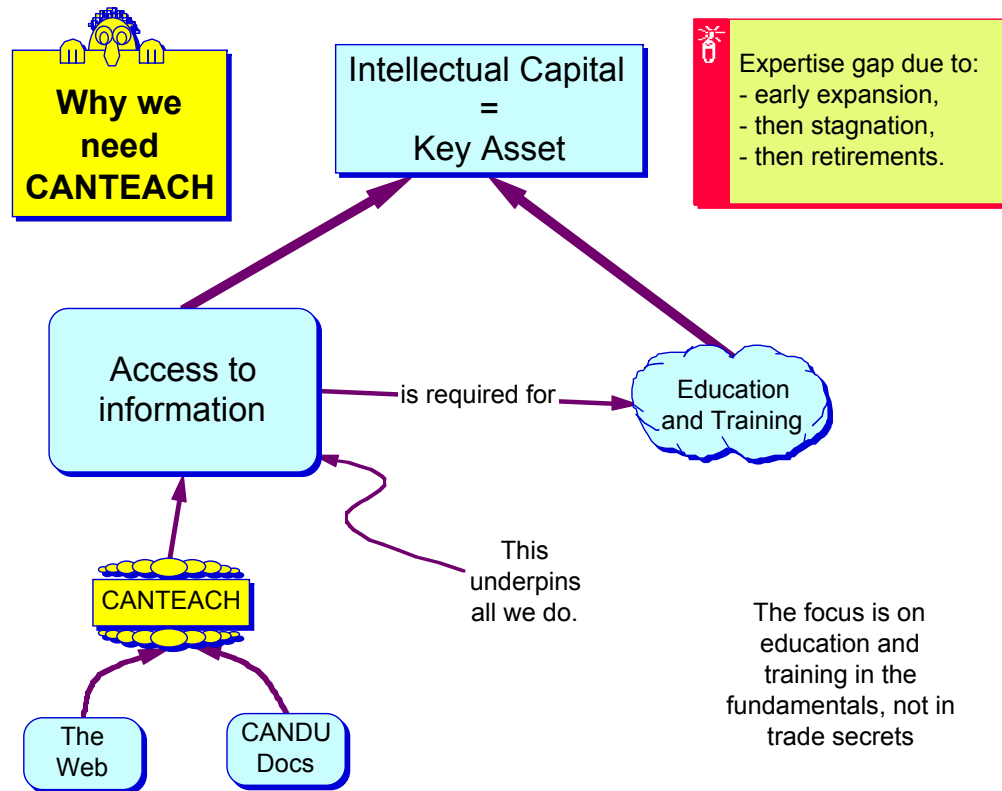 Why we
need
CANTEACH
Intellectual Capital
=
Key Asset
Expertise gap due to:
- early expansion,
- then stagnation,
- then retirements.
Access to
information
is required for
Education
and Training
This
underpins
all we do.
CANTEACH
The
Web
CANDU
Docs
The focus is on
education and
training in the
fundamentals, not in
trade secrets